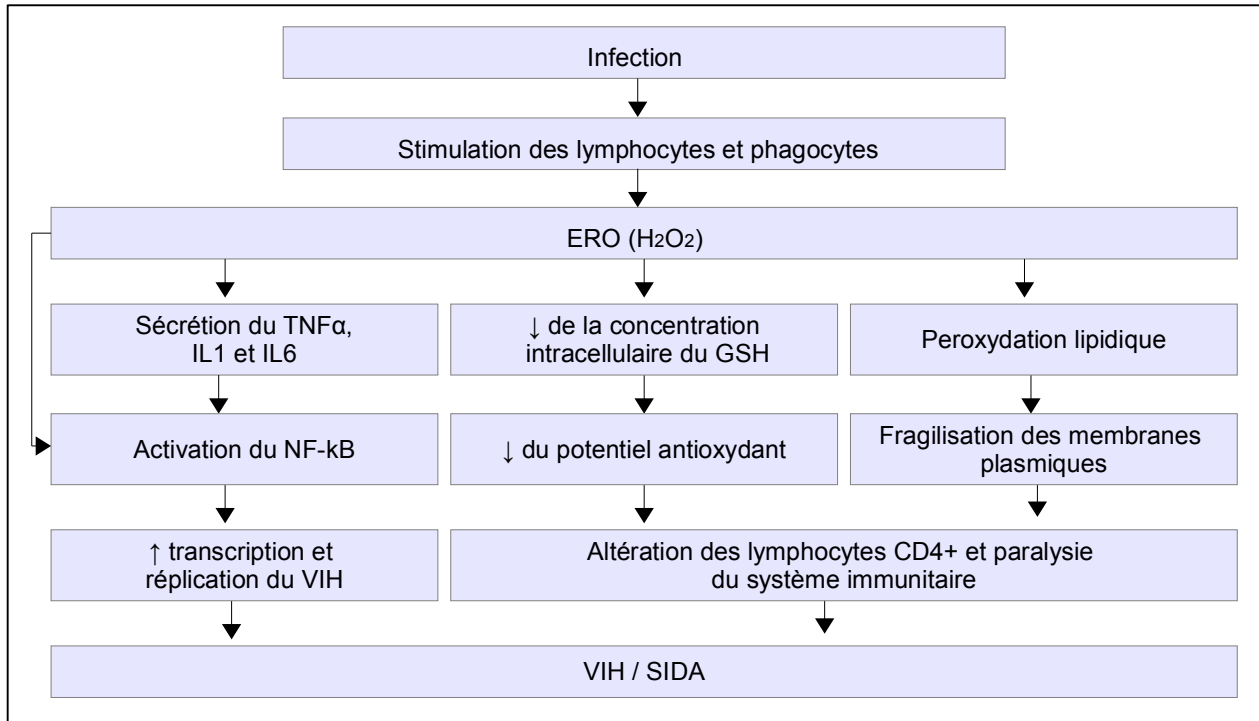 Infection
Stimulation des lymphocytes et phagocytes
ERO (H₂O₂)
Sécrétion du TNFα,
IL1 et IL6
↓ de la concentration
intracellulaire du GSH
Peroxydation lipidique
Activation du NF-kB
↓ du potentiel antioxydant
Fragilisation des membranes
plasmiques
↑ transcription et
réplication du VIH
Altération des lymphocytes CD4+ et paralysie
du système immunitaire
VIH / SIDA